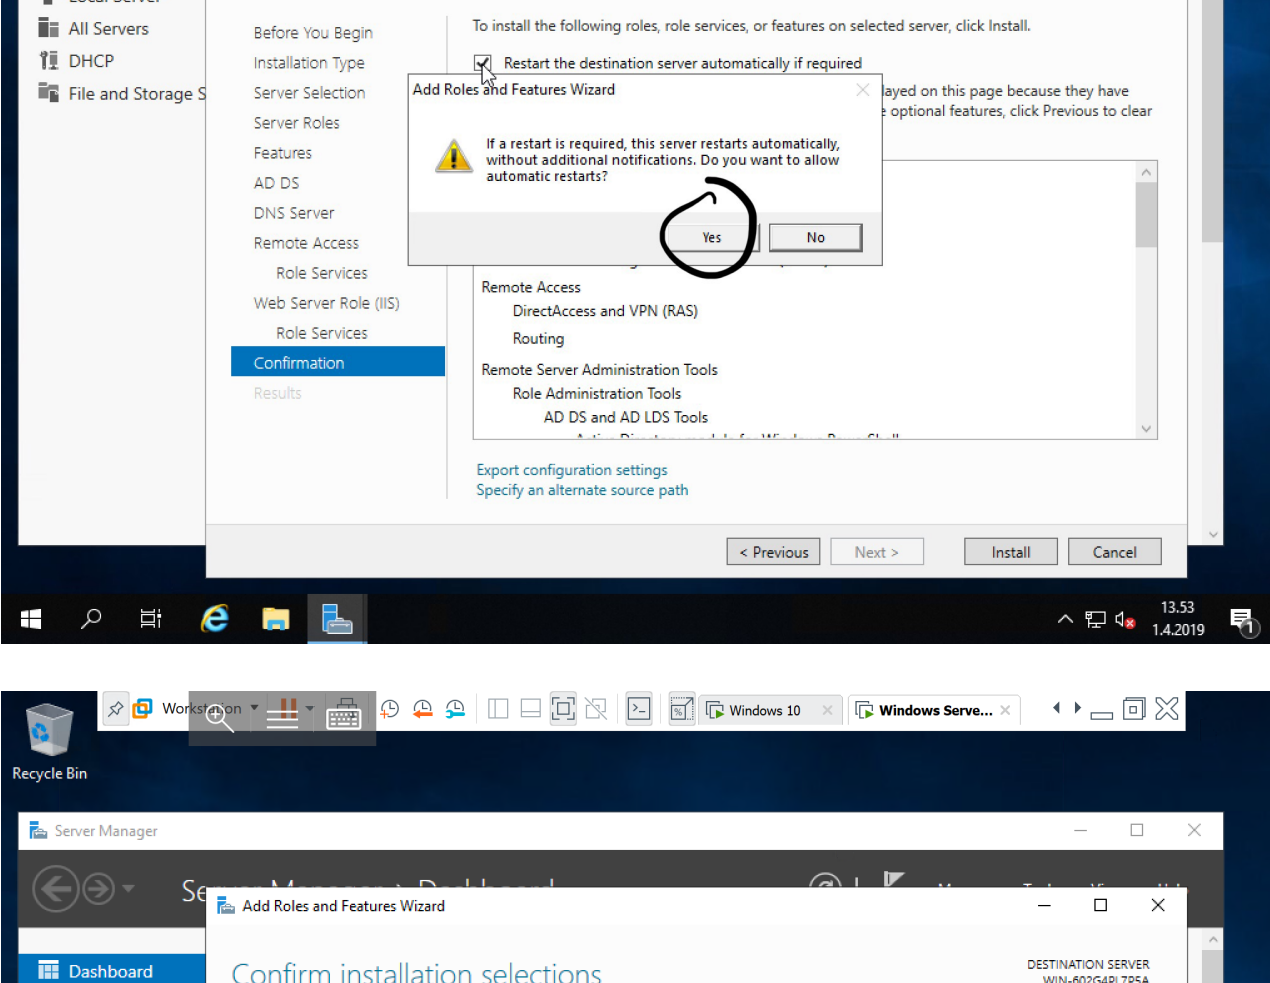 All Servers
DHCP
File and Storage S
Before You Begin
Installation Type
Server Selection
Server Roles
Features
AD DS
DNS Server
Remote Access
Role Services
Web Server Role (IIS)
Role Services
Confirmation
Results
To install the following roles, role services, or features on selected server, click Install.
Restart the destination server automatically if required
Add Roles and Features Wizard
layed on this page because they have
optional features, click Previous to clear
If a restart is required, this server restarts automatically,
without additional notifications. Do you want to allow
automatic restarts?
Yes
No
Remote Access
DirectAccess and VPN (RAS)
Routing
Remote Server Administration Tools
Role Administration Tools
AD DS and AD LDS Tools
Export configuration settings
Specify an alternate source path
< Previous
Next >
Install
Cancel
13.53
1.4.2019
1
Workstation
Windows 10
Windows Serve...
Recycle Bin
Server Manager
Add Roles and Features Wizard
Dashboard
Confirm installation selections
DESTINATION SERVER